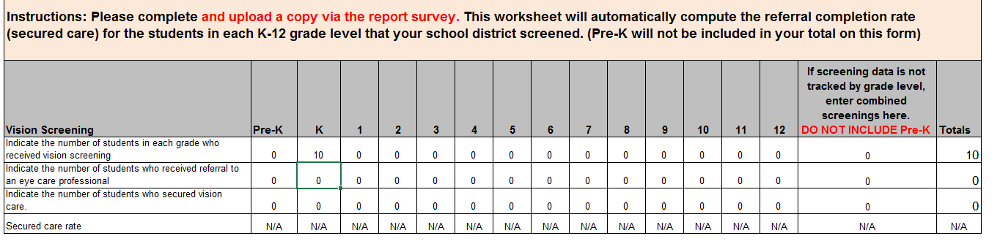 Instructions: Please complete and upload a copy via the report survey. This worksheet will automatically compute the referral completion rate
(secured care) for the students in each K-12 grade level that your school district screened. (Pre-K will not be included in your total on this form)
Vision Screening Pre-K K 1 2 3 4 5 6 7 8 9 10 11 12 If screening data is not
tracked by grade level,
enter combined
screenings here.
DO NOT INCLUDE Pre-K Totals
Indicate the number of students in each grade who
received vision screening 0 10 0 0 0 0 0 0 0 0 0 0 0 0 0 10
Indicate the number of students who received referral to
an eye care professional 0 0 0 0 0 0 0 0 0 0 0 0 0 0 0 0
Indicate the number of students who secured vision
care. 0 0 0 0 0 0 0 0 0 0 0 0 0 0 0 0
Secured care rate N/A N/A N/A N/A N/A N/A N/A N/A N/A N/A N/A N/A N/A N/A N/A N/A